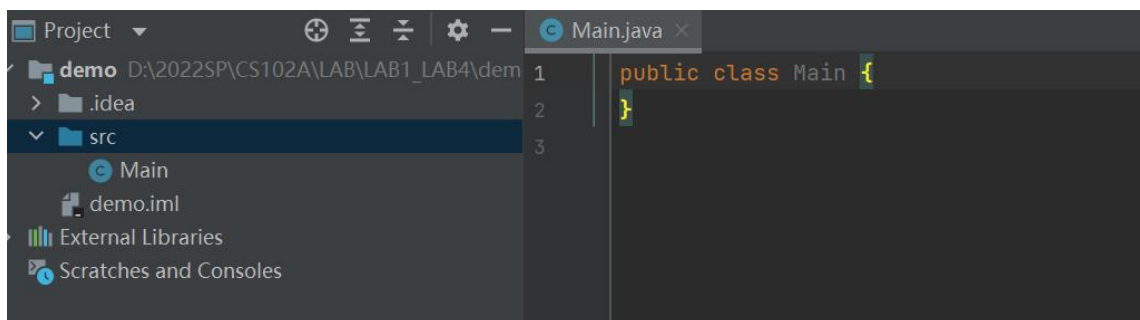 Project
Main.java
demo D:\2022SP\CS102A\LAB\LAB1_LAB4\dem
.idea
src
Main
demo.iml
External Libraries
Scratches and Consoles
1 public class Main {
2 }
3